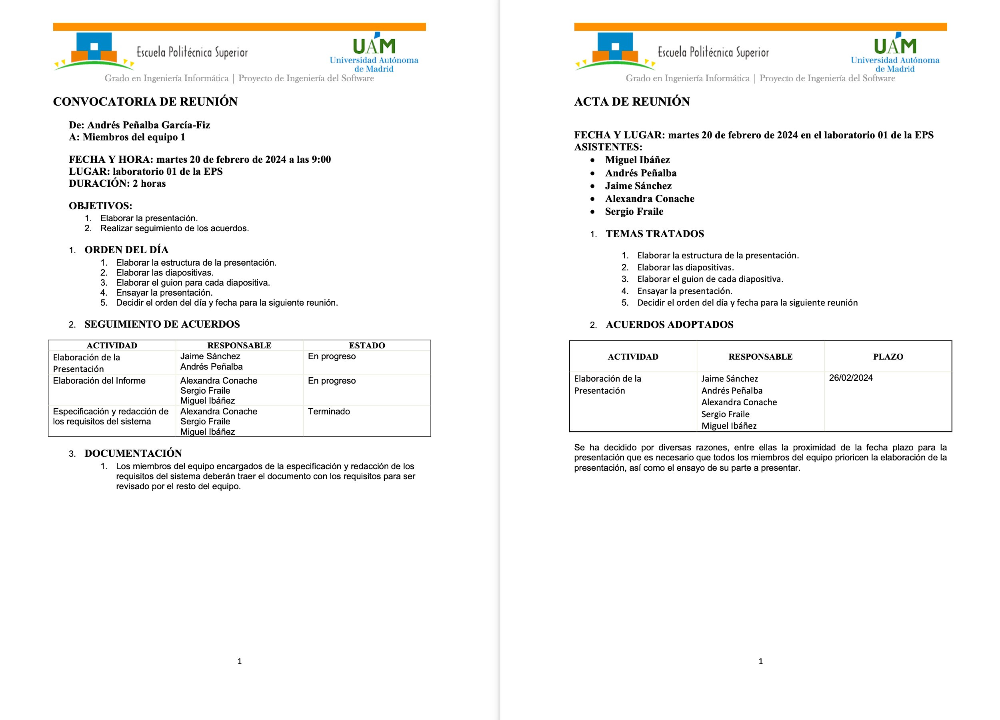 Escuela Politécnica Superior
UAM
Universidad Autónoma
de Madrid
Grado en Ingeniería Informática | Proyecto de Ingeniería del Software
CONVOCATORIA DE REUNIÓN
De: Andrés Peñalba García-Fiz
A: Miembros del equipo 1
FECHA Y HORA: martes 20 de febrero de 2024 a las 9:00
LUGAR: laboratorio 01 de la EPS
DURACIÓN: 2 horas
OBJETIVOS:
1. Elaborar la presentación.
2. Realizar seguimiento de los acuerdos.
1. ORDEN DEL DÍA
1. Elaborar la estructura de la presentación.
2. Elaborar las diapositivas.
3. Elaborar el guion para cada diapositiva.
4. Ensayar la presentación.
5. Decidir el orden del día y fecha para la siguiente reunión.
2. SEGUIMIENTO DE ACUERDOS
ACTIVIDAD RESPONSABLE ESTADO
Elaboración de la Jaime Sánchez En progreso
Presentación Andrés Peñalba
Elaboración del Informe Alexandra Conache En progreso
Sergio Fraile
Miguel Ibáñez
Especificación y redacción de Alexandra Conache Terminado
los requisitos del sistema Sergio Fraile
Miguel Ibáñez
3. DOCUMENTACIÓN
1. Los miembros del equipo encargados de la especificación y redacción de los
requisitos del sistema deberán traer el documento con los requisitos para ser
revisado por el resto del equipo.
1
Escuela Politécnica Superior
UAM
Universidad Autónoma
de Madrid
Grado en Ingeniería Informática | Proyecto de Ingeniería del Software
ACTA DE REUNIÓN
FECHA Y LUGAR: martes 20 de febrero de 2024 en el laboratorio 01 de la EPS
ASISTENTES:
• Miguel Ibáñez
• Andrés Peñalba
• Jaime Sánchez
• Alexandra Conache
• Sergio Fraile
1. TEMAS TRATADOS
1. Elaborar la estructura de la presentación.
2. Elaborar las diapositivas.
3. Elaborar el guion de cada diapositiva.
4. Ensayar la presentación.
5. Decidir el orden del día y fecha para la siguiente reunión
2. ACUERDOS ADOPTADOS
ACTIVIDAD RESPONSABLE PLAZO
Elaboración de la Jaime Sánchez 26/02/2024
Presentación Andrés Peñalba
Alexandra Conache
Sergio Fraile
Miguel Ibáñez
Se ha decidido por diversas razones, entre ellas la proximidad de la fecha plazo para la
presentación que es necesario que todos los miembros del equipo prioricen la elaboración de la
presentación, así como el ensayo de su parte a presentar.
1